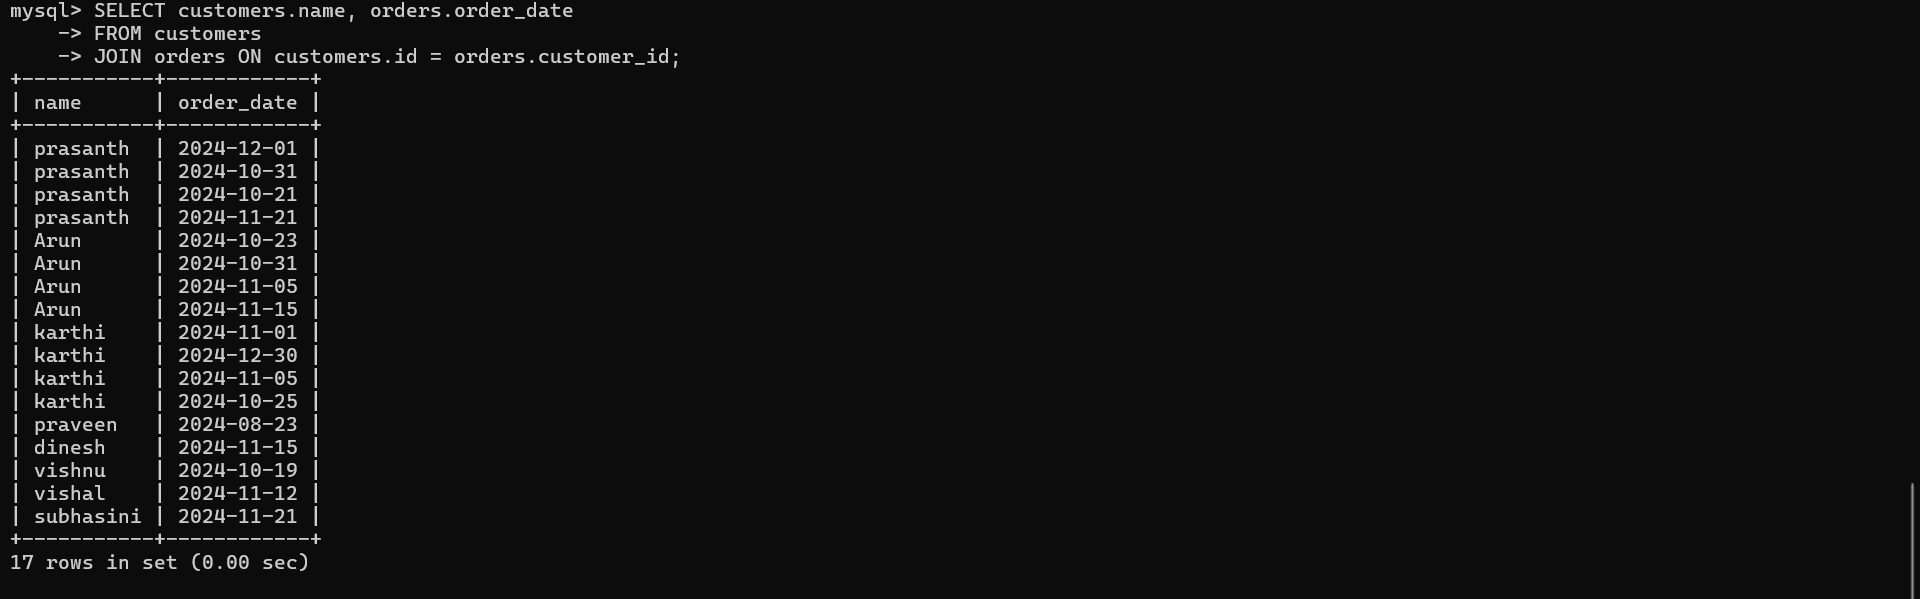 mysql> SELECT customers.name, orders.order_date
    -> FROM customers
    -> JOIN orders ON customers.id = orders.customer_id;
+-----------+------------+
| name      | order_date |
+-----------+------------+
| prasanth  | 2024-12-01 |
| prasanth  | 2024-10-31 |
| prasanth  | 2024-10-21 |
| prasanth  | 2024-11-21 |
| Arun      | 2024-10-23 |
| Arun      | 2024-10-31 |
| Arun      | 2024-11-05 |
| Arun      | 2024-11-15 |
| karthi    | 2024-11-01 |
| karthi    | 2024-12-30 |
| karthi    | 2024-11-05 |
| karthi    | 2024-10-25 |
| praveen   | 2024-08-23 |
| dinesh    | 2024-11-15 |
| vishnu    | 2024-10-19 |
| vishal    | 2024-11-12 |
| subhasini | 2024-11-21 |
+-----------+------------+
17 rows in set (0.00 sec)